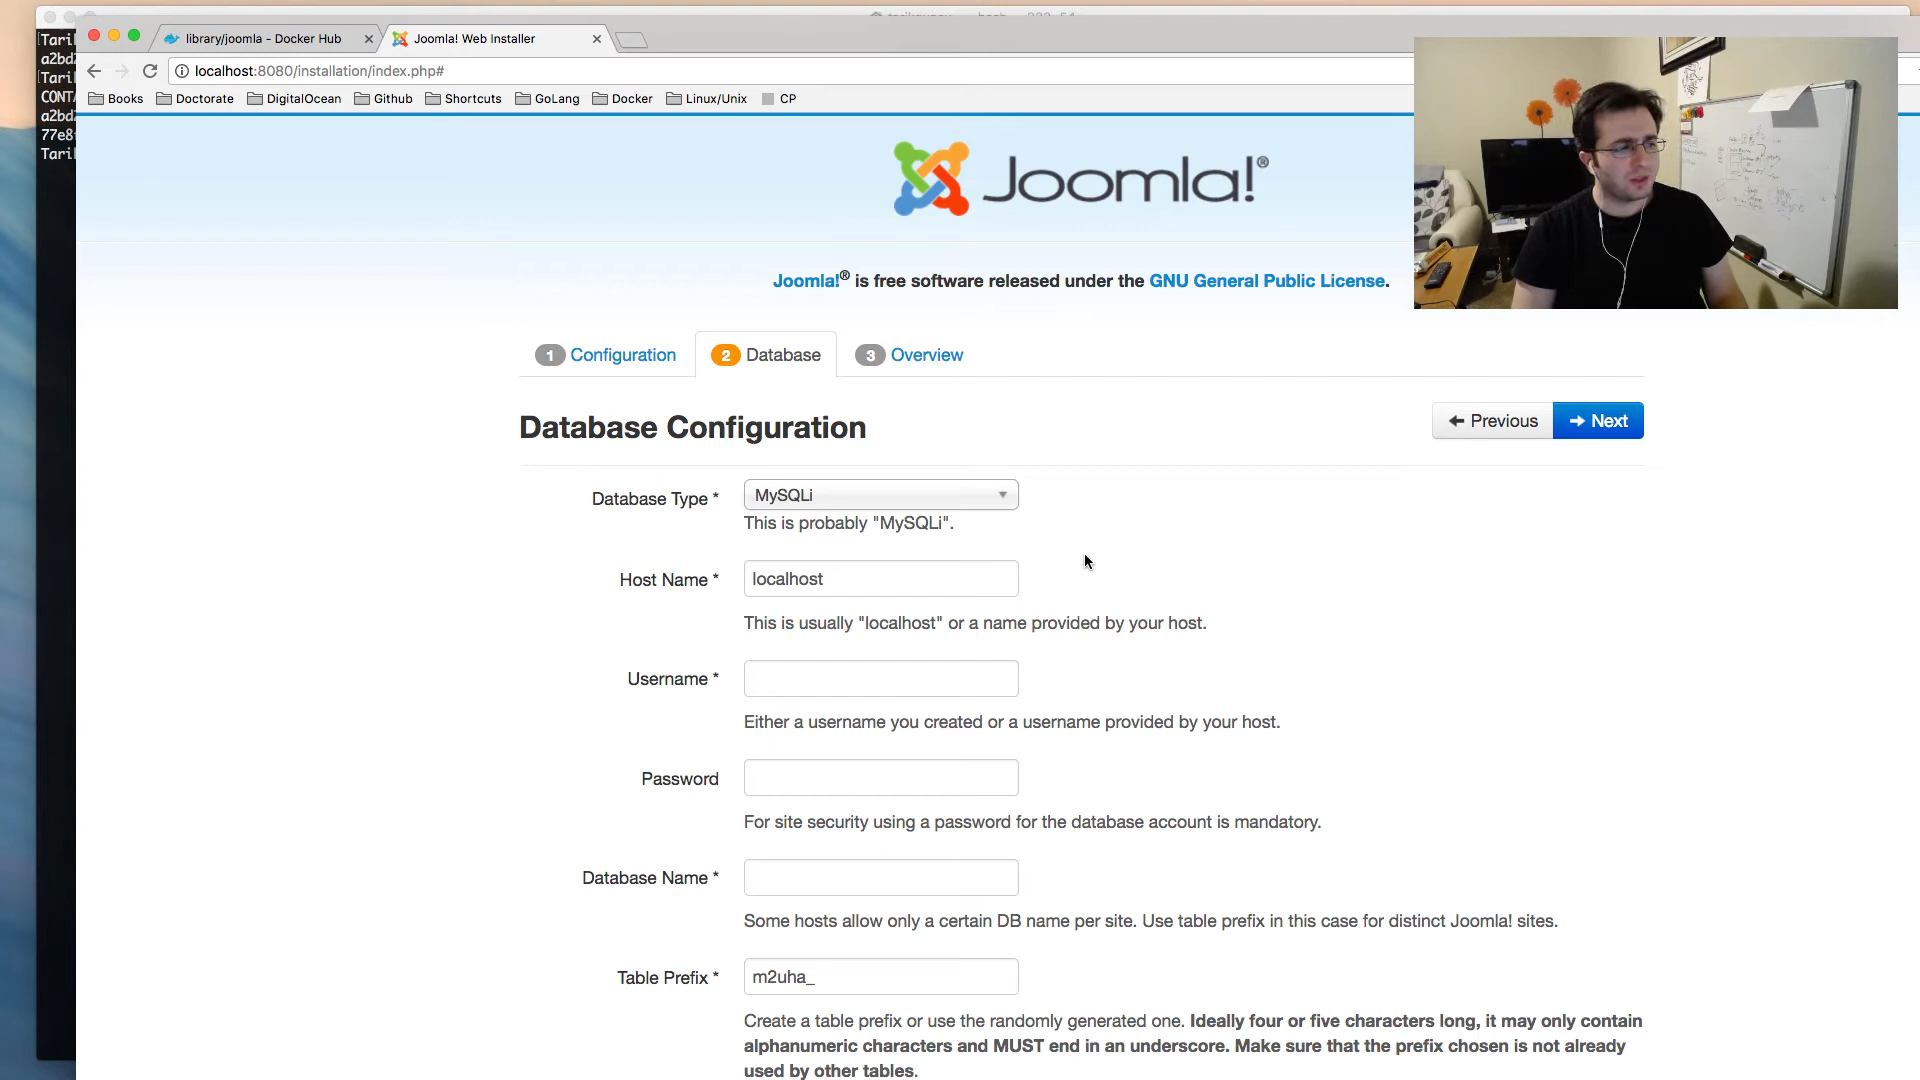 Taril
a2bd
Taril
CONT
a2bd
77e8
Taril
library/joomla - Docker Hub
Joomla! Web Installer
localhost:8080/installation/index.php#
Books
Doctorate
DigitalOcean
Github
Shortcuts
GoLang
Docker
Linux/Unix
CP
Joomla!®
Joomla!® is free software released under the GNU General Public License.
1 Configuration
2 Database
3 Overview
Database Configuration
Previous
Next
Database Type *
MySQLi
This is probably "MySQLi".
Host Name *
localhost
This is usually "localhost" or a name provided by your host.
Username *
Either a username you created or a username provided by your host.
Password
For site security using a password for the database account is mandatory.
Database Name *
Some hosts allow only a certain DB name per site. Use table prefix in this case for distinct Joomla! sites.
Table Prefix *
m2uha_
Create a table prefix or use the randomly generated one. Ideally four or five characters long, it may only contain
alphanumeric characters and MUST end in an underscore. Make sure that the prefix chosen is not already
used by other tables.